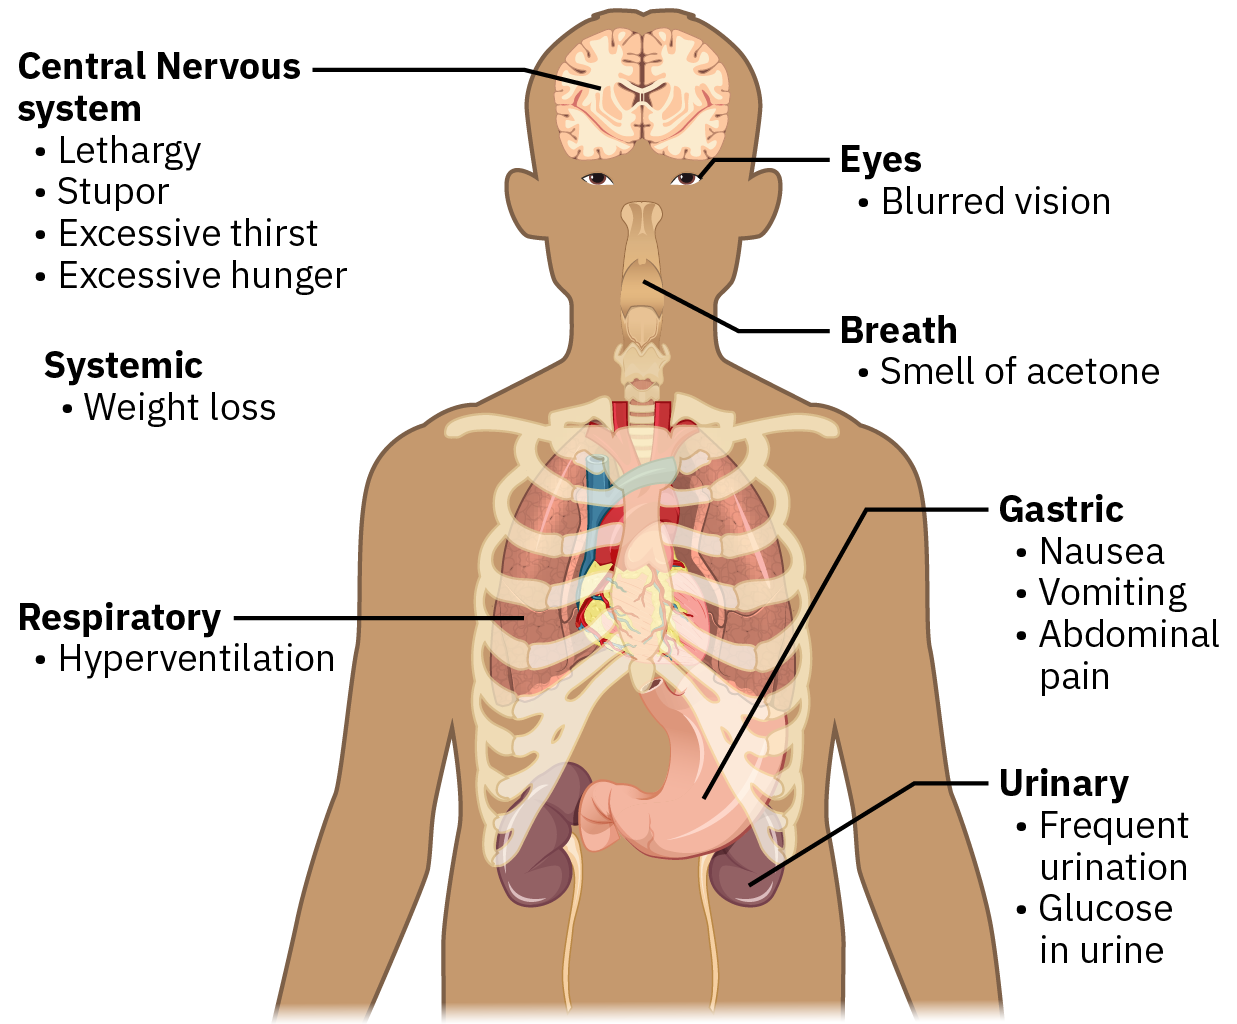 Central Nervous
system
• Lethargy
• Stupor
• Excessive thirst
• Excessive hunger
Systemic
• Weight loss
Respiratory
• Hyperventilation
Eyes
• Blurred vision
Breath
• Smell of acetone
Gastric
• Nausea
• Vomiting
• Abdominal
pain
Urinary
• Frequent
urination
• Glucose
in urine